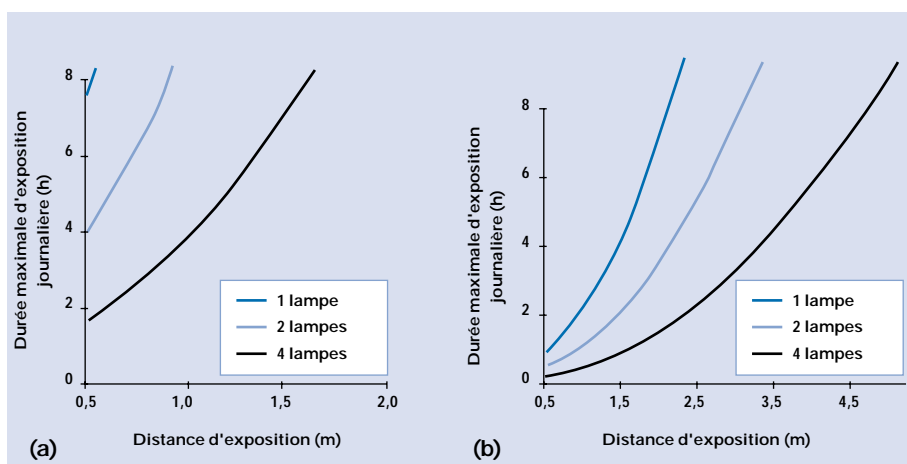 Durée maximale d'exposition
journalière (h)
8
6
4
2
0
0,5
1,0
1,5
2,0
1 lampe
2 lampes
4 lampes
(a)
Distance d'exposition (m)
Durée maximale d'exposition
journalière (h)
8
6
4
2
0
0,5
1,5
2,5
3,5
4,5
1 lampe
2 lampes
4 lampes
(b)
Distance d'exposition (m)